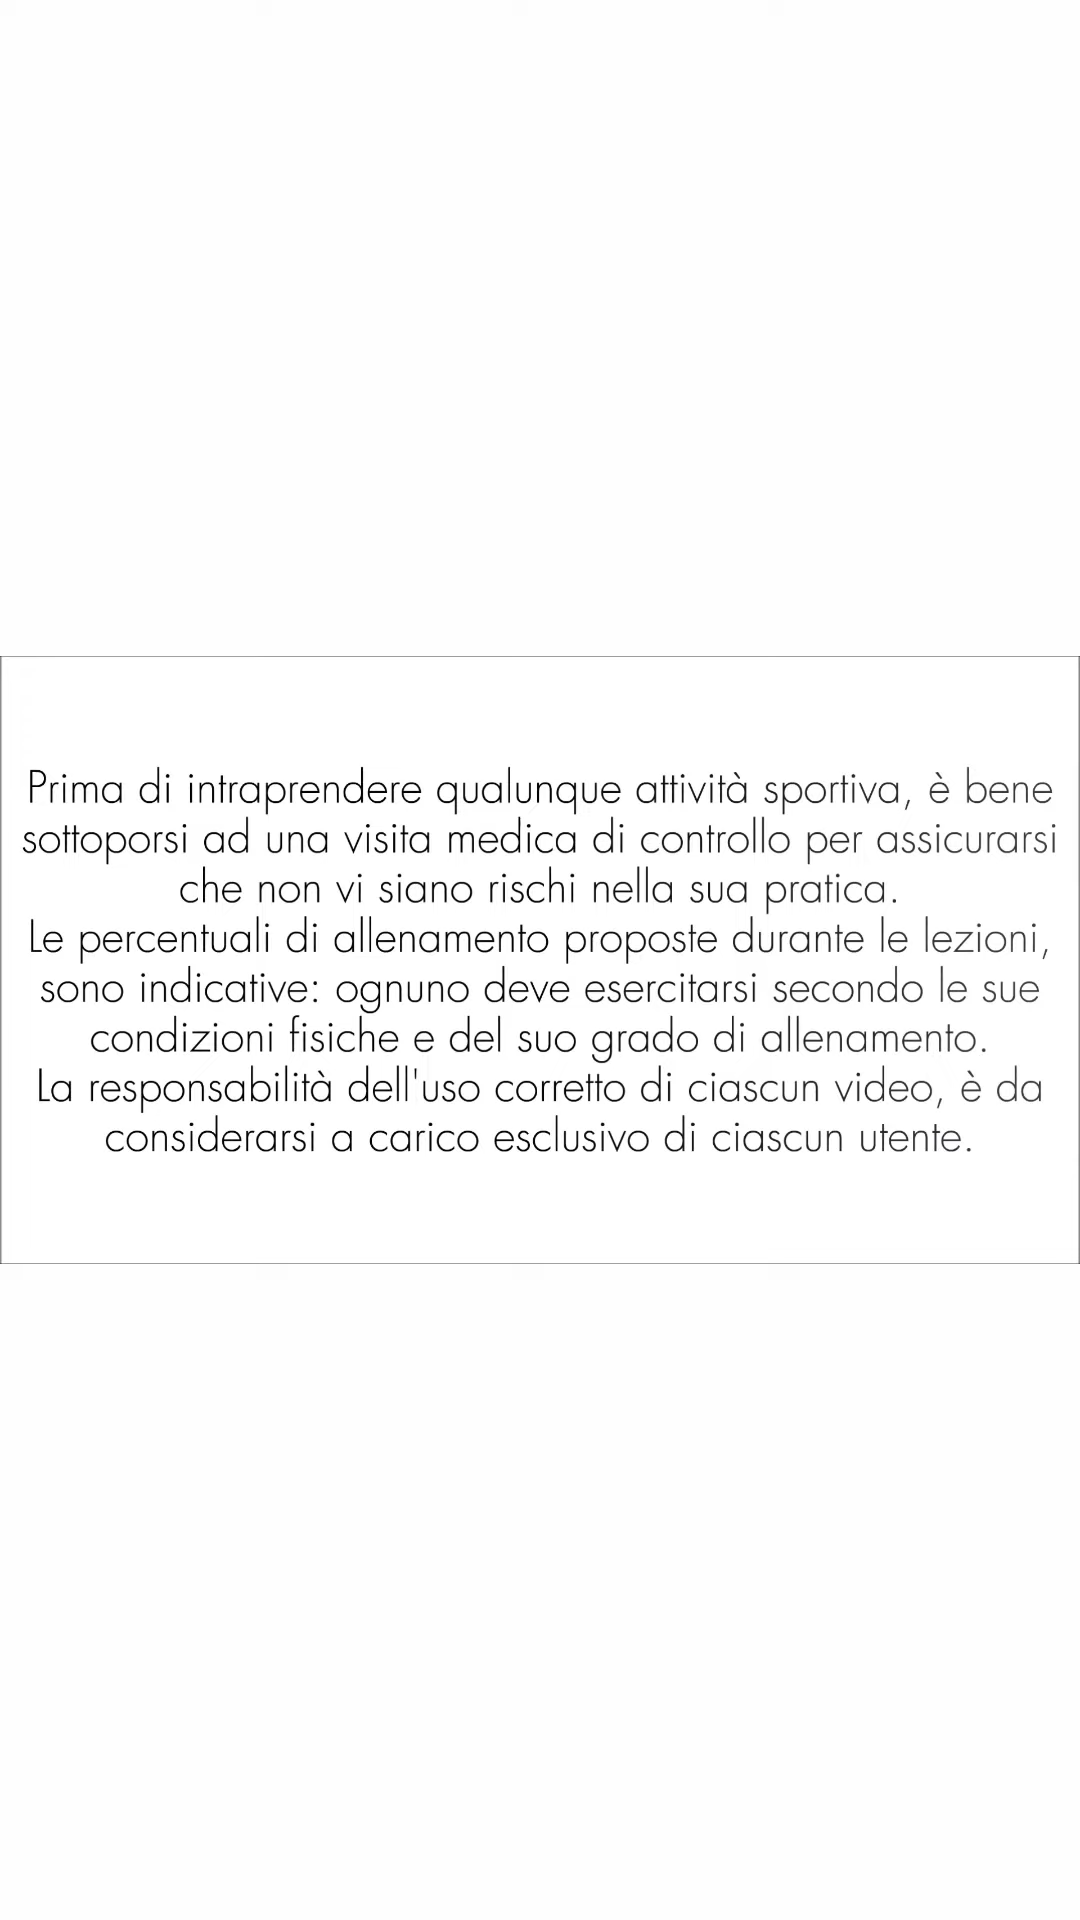 Prima di intraprendere qualunque attività sportiva, è bene
sottoporsi ad una visita medica di controllo per assicurarsi
che non vi siano rischi nella sua pratica.
Le percentuali di allenamento proposte durante le lezioni,
sono indicative: ognuno deve esercitarsi secondo le sue
condizioni fisiche e del suo grado di allenamento.
La responsabilità dell'uso corretto di ciascun video, è da
considerarsi a carico esclusivo di ciascun utente.